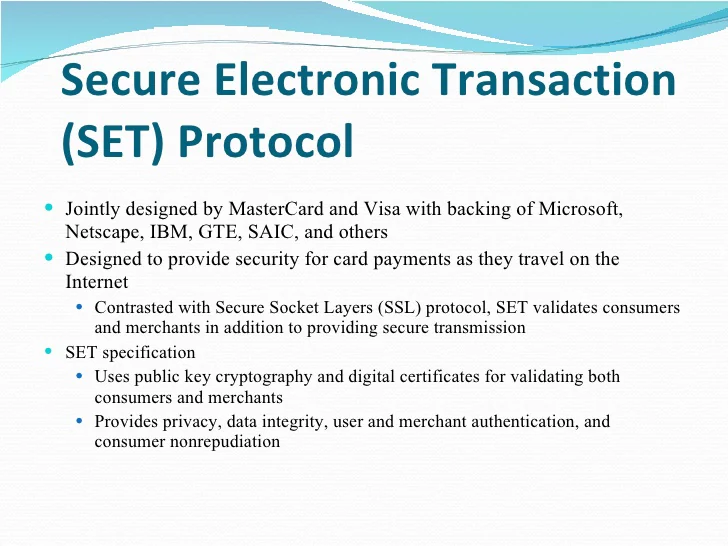 Secure Electronic Transaction
(SET) Protocol
• Jointly designed by MasterCard and Visa with backing of Microsoft,
Netscape, IBM, GTE, SAIC, and others
• Designed to provide security for card payments as they travel on the
Internet
• Contrasted with Secure Socket Layers (SSL) protocol, SET validates consumers
and merchants in addition to providing secure transmission
• SET specification
• Uses public key cryptography and digital certificates for validating both
consumers and merchants
• Provides privacy, data integrity, user and merchant authentication, and
consumer nonrepudiation